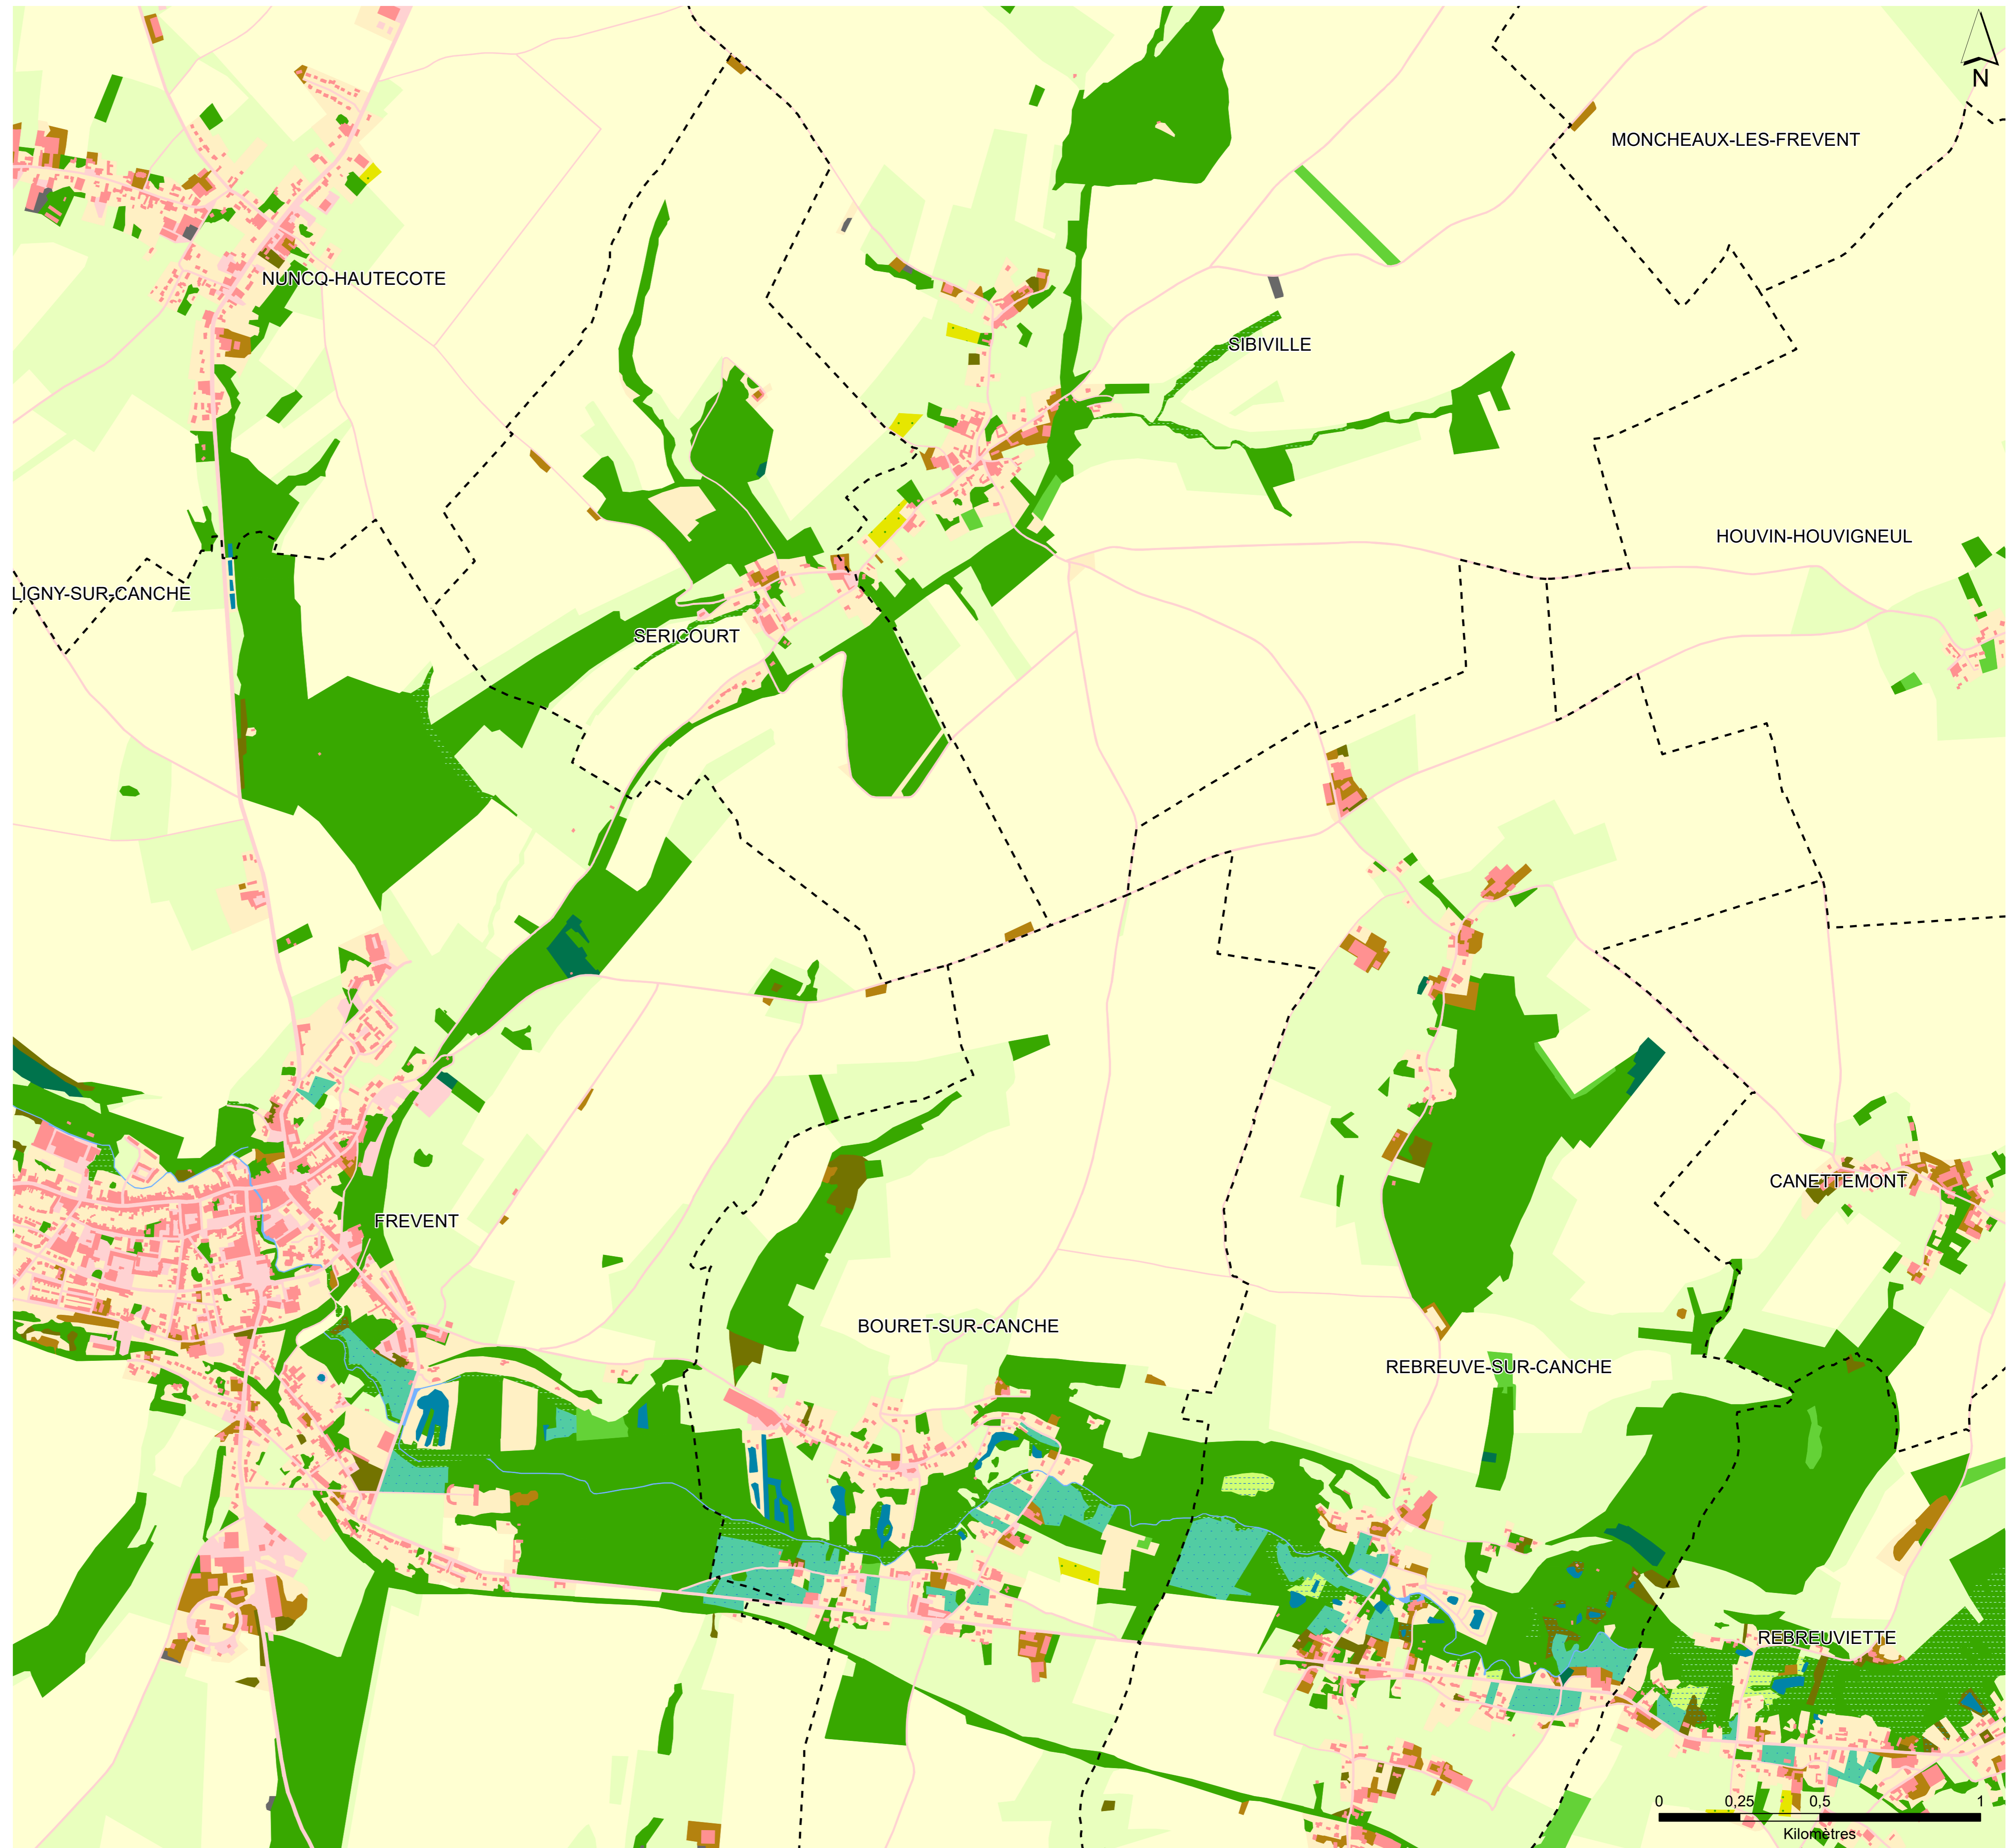 N
MONCHEAUX-LES-FREVENT
NUNCQ-HAUTECOTE
SIBIVILLE
HOUVIN-HOUVIGNEUL
LIGNY-SUR-CANCHE
SERICOURT
CANETTEMONT
FREVENT
BOURET-SUR-CANCHE
REBREUVE-SUR-CANCHE
REBREUVIETTE
0 0,25 0,5 1
Kilomètres